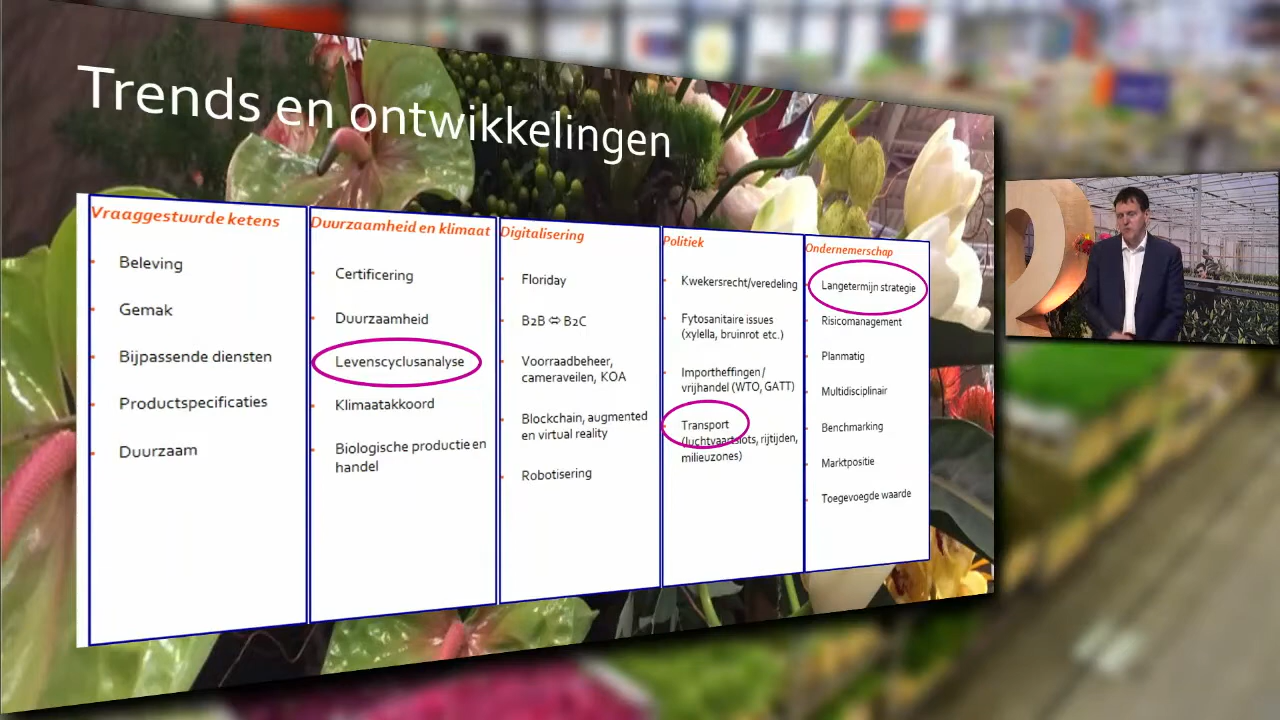 Trends en ontwikkelingen
Vraaggestuurde ketens
Beleving
Gemak
Bijpassende diensten
Productspecificaties
Duurzaam
Duurzaamheid en klimaat
Certificering
Duurzaamheid
Levenscyclusanalyse
Klimaatakkoord
Biologische productie en
handel
Digitalisering
Floriday
B2B ⇔ B2C
Voorraadbeheer,
cameraveilen, KOA
Blockchain, augmented
en virtual reality
Robotisering
Politiek
Kwekersrecht/veredeling
Fytosanitaire issues
(xylella, bruinrot etc.)
Importheffingen/
vrijhandel (WTO, GATT)
Transport
(luchtvaartslots, rijtijden,
milieuzones)
Ondernemerschap
Langetermijn strategie
Risicomanagement
Planmatig
Multidisciplinair
Benchmarking
Marktpositie
Toegevoegde waarde